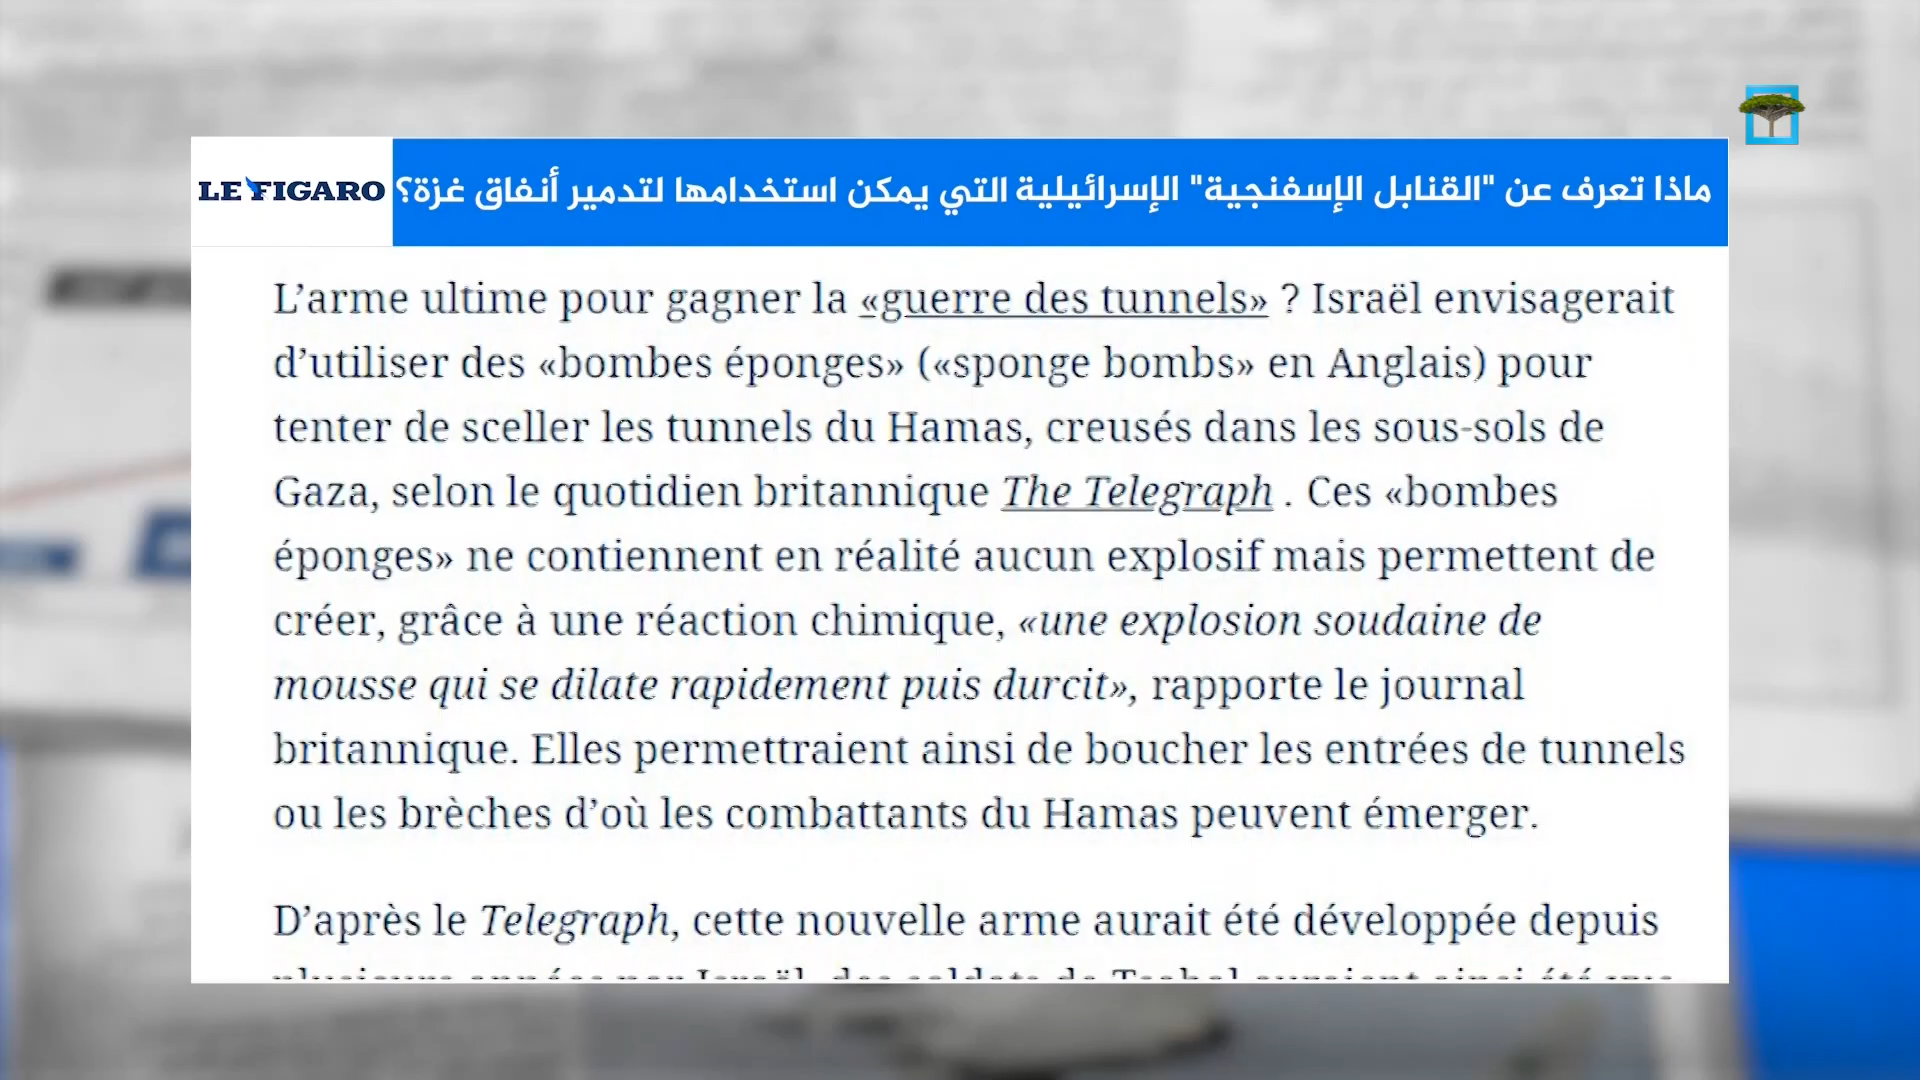 ماذا تعرف عن "القنابل الإسفنجية" الإسرائيلية التي يمكن استخدامها لتدمير أنفاق غزة؟
LE FIGARO
L’arme ultime pour gagner la «guerre des tunnels» ? Israël envisagerait
d’utiliser des «bombes éponges» («sponge bombs» en Anglais) pour
tenter de sceller les tunnels du Hamas, creusés dans les sous-sols de
Gaza, selon le quotidien britannique The Telegraph . Ces «bombes
éponges» ne contiennent en réalité aucun explosif mais permettent de
créer, grâce à une réaction chimique, «une explosion soudaine de
mousse qui se dilate rapidement puis durcit», rapporte le journal
britannique. Elles permettraient ainsi de boucher les entrées de tunnels
ou les brèches d’où les combattants du Hamas peuvent émerger.
D’après le Telegraph, cette nouvelle arme aurait été développée depuis